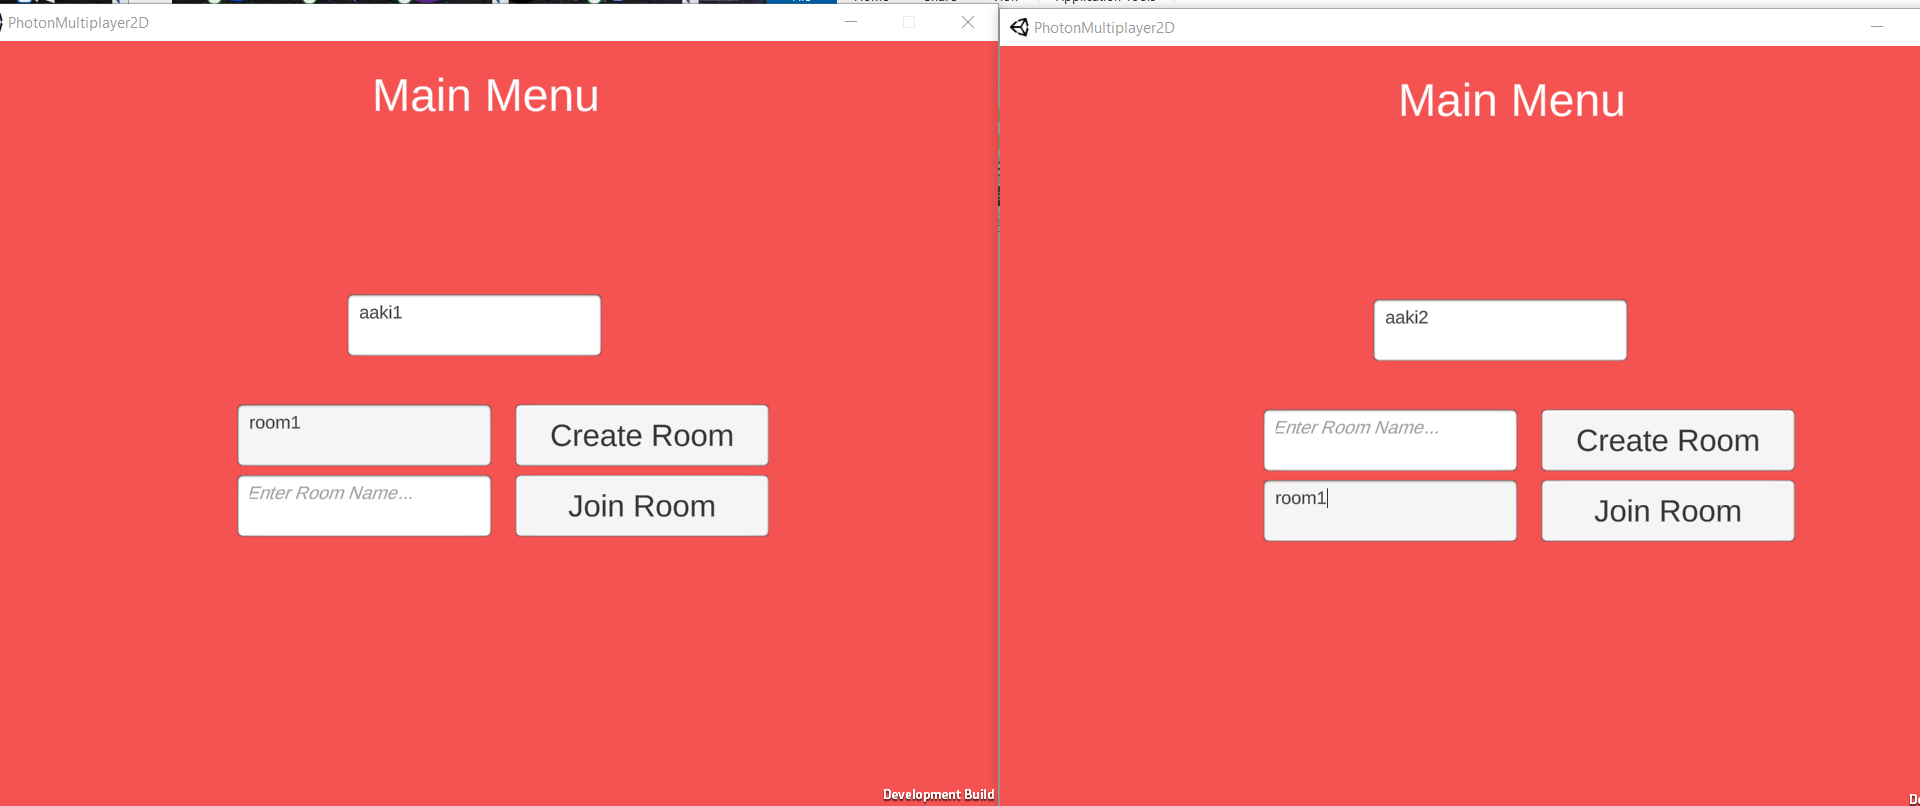 PhotonMultiplayer2D
Main Menu
aaki1
room1
Create Room
Enter Room Name...
Join Room
Development Build
PhotonMultiplayer2D
Main Menu
aaki2
Enter Room Name...
Create Room
room1
Join Room